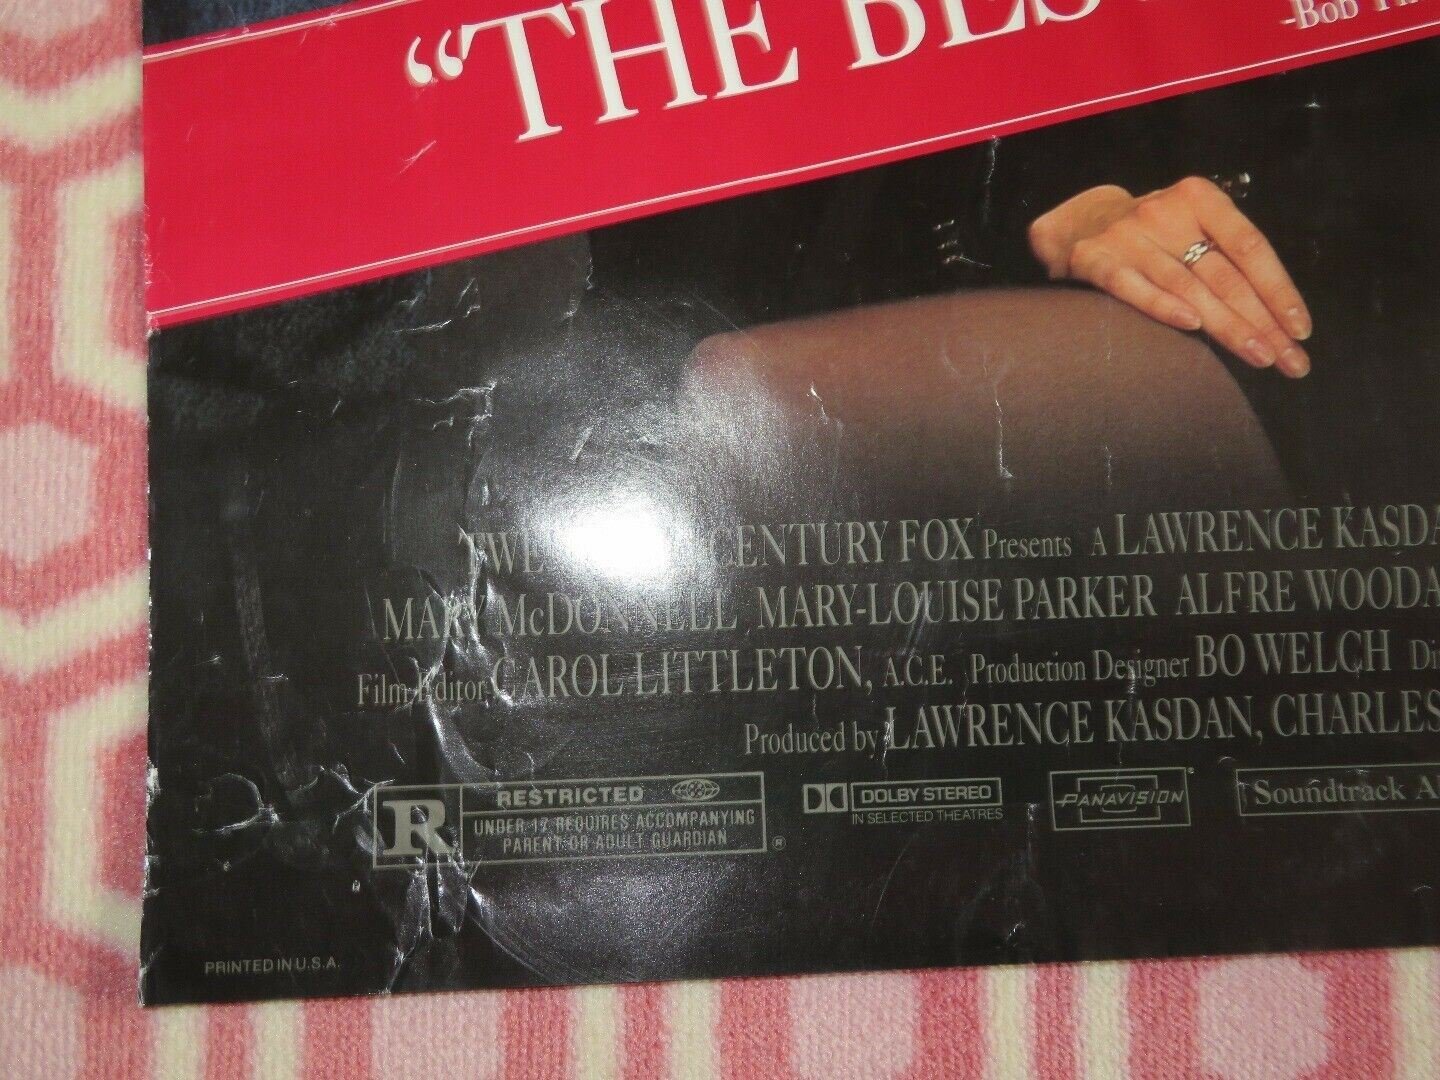 “THE BES
-Bob
CENTURY FOX Presents A LAWRENCE KASDA
MARY McDONNELL MARY-LOUISE PARKER ALFRE WOODA
Film Editor CAROL LITTLETON, A.C.E. Production Designer BO WELCH Di
Produced by LAWRENCE KASDAN, CHARLES
R RESTRICTED
UNDER 17 REQUIRES ACCOMPANYING
PARENT OR ADULT GUARDIAN
®
DOLBY STEREO
IN SELECTED THEATRES
PANAVISION®
Soundtrack Al
PRINTED IN U.S.A.